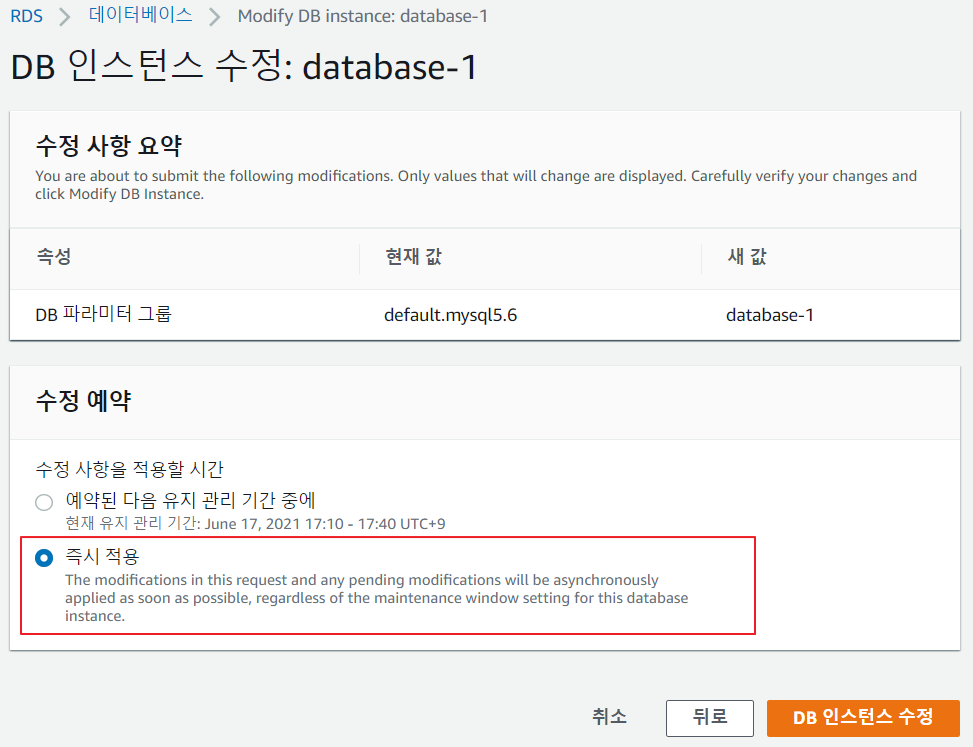 RDS > 데이터베이스 > Modify DB instance: database-1
DB 인스턴스 수정: database-1
수정 사항 요약
You are about to submit the following modifications. Only values that will change are displayed. Carefully verify your changes and
click Modify DB Instance.
속성 현재 값 새 값
DB 파라미터 그룹 default.mysql5.6 database-1
수정 예약
수정 사항을 적용할 시간
예약된 다음 유지 관리 기간 중에
현재 유지 관리 기간: June 17, 2021 17:10 - 17:40 UTC+9
즉시 적용
The modifications in this request and any pending modifications will be asynchronously
applied as soon as possible, regardless of the maintenance window setting for this database
instance.
취소 뒤로 DB 인스턴스 수정